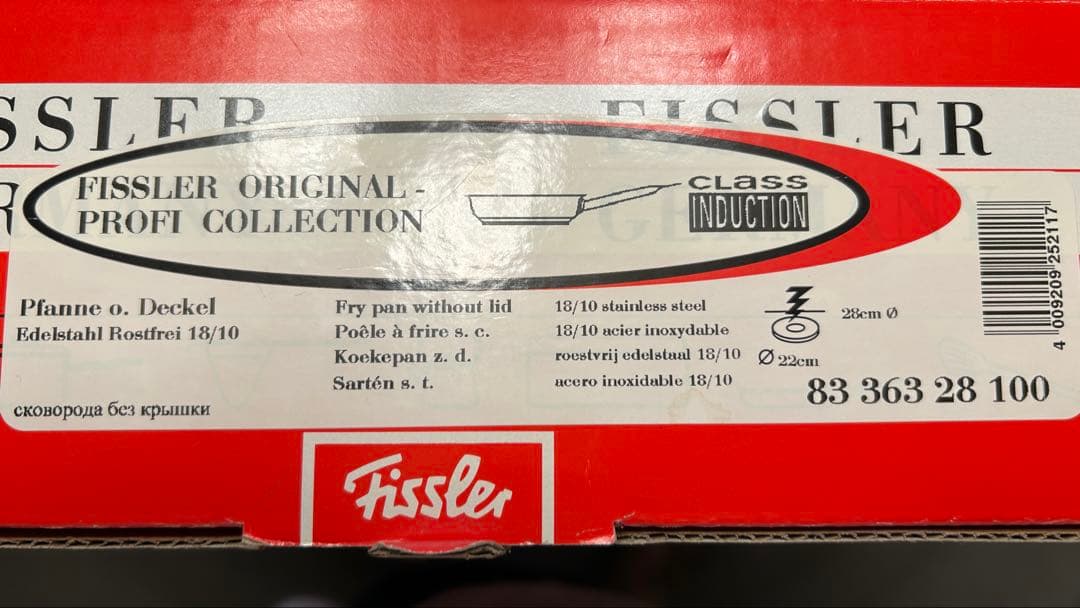 FISSLER
FISSLER ORIGINAL -
PROFI COLLECTION
CLASS
INDUCTION
Pfanne o. Deckel
Edelstahl Rostfrei 18/10
Fry pan without lid
Poêle à frire s. c.
Koekepan z. d.
Sartén s. t.
18/10 stainless steel
18/10 acier inoxydable
roestvrij edelstaal 18/10
acero inoxidable 18/10
28cm Ø
Ø 22cm
83 363 28 100
4 009209 252117
сковорода без крышки
Fissler